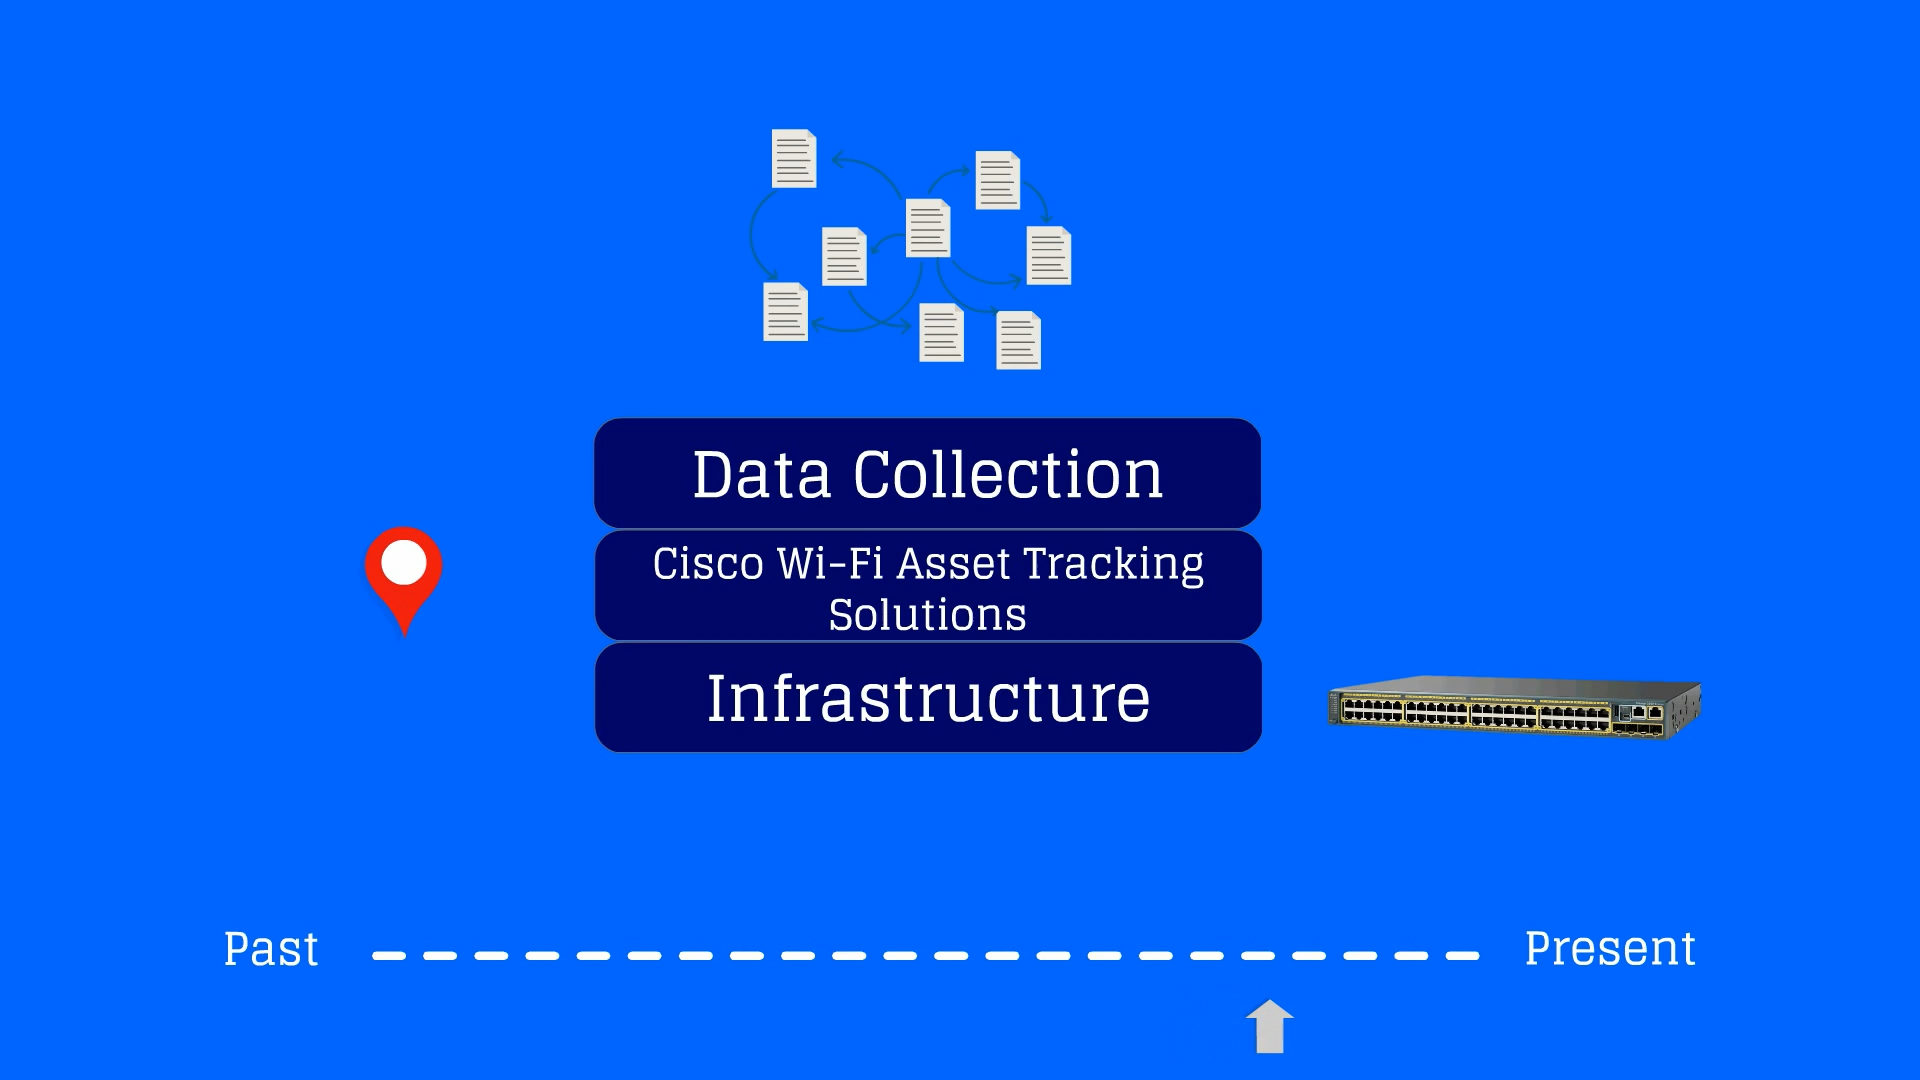 Data Collection
Cisco Wi-Fi Asset Tracking
Solutions
Infrastructure
Past
Present